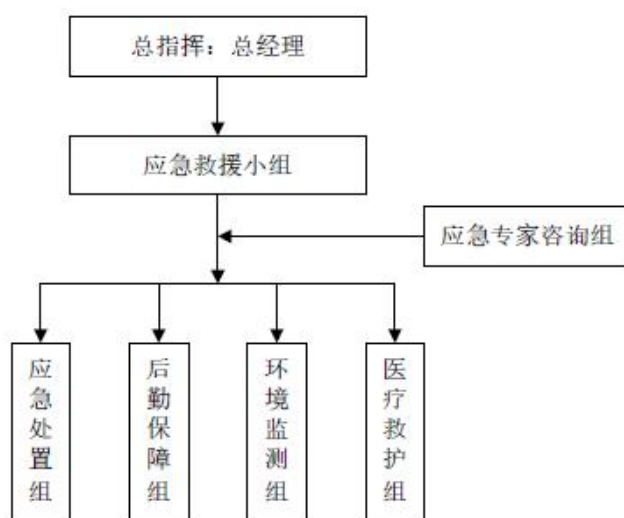 总指挥：总经理
应急救援小组
应急专家咨询组
应急处置组
后勤保障组
环境监测组
医疗救护组